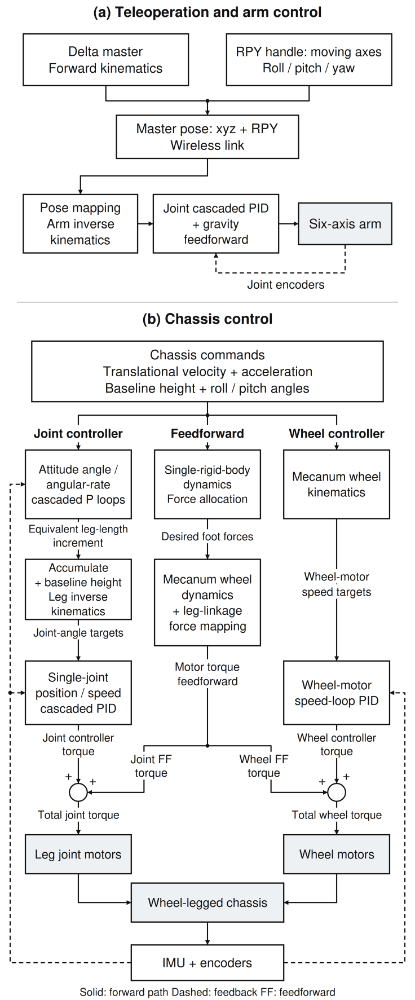 (a) Teleoperation and arm control
Delta master
Forward kinematics
RPY handle: moving axes
Roll / pitch / yaw
Master pose: xyz + RPY
Wireless link
Pose mapping
Arm inverse
kinematics
Joint cascaded PID
+ gravity
feedforward
Six-axis arm
Joint encoders
(b) Chassis control
Chassis commands
Translational velocity + acceleration
Baseline height + roll / pitch angles
Joint controller
Feedforward
Wheel controller
Attitude angle /
angular-rate
cascaded P loops
Single-rigid-body
dynamics
Force allocation
Mecanum wheel
kinematics
Equivalent leg-length
increment
Desired foot forces
Accumulate
+ baseline height
Leg inverse
kinematics
Mecanum wheel
dynamics
+ leg-linkage
force mapping
Wheel-motor
speed targets
Joint-angle targets
Single-joint
position / speed
cascaded PID
Motor torque
feedforward
Wheel-motor
speed-loop PID
Joint controller
torque
Joint FF
torque
Wheel FF
torque
Wheel controller
torque
+
+
+
+
Total joint torque
Total wheel torque
Leg joint motors
Wheel motors
Wheel-legged chassis
IMU + encoders
Solid: forward path Dashed: feedback FF: feedforward